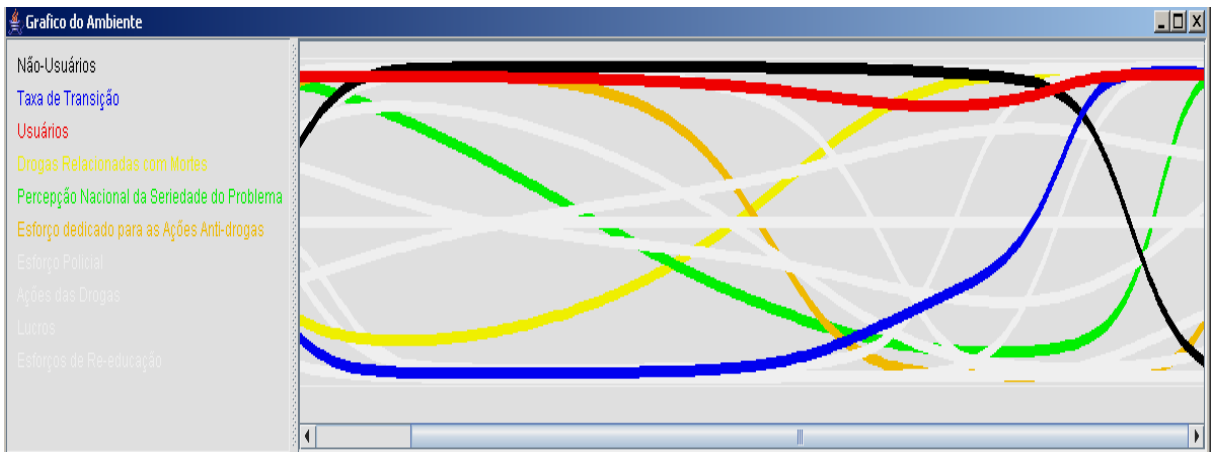 Grafico do Ambiente
Não-Usuários
Taxa de Transição
Usuários
Drogas Relacionadas com Mortes
Percepção Nacional da Seriedade do Problema
Esforço dedicado para as Ações Anti-drogas
Esforço Policial
Ações das Drogas
Lucros
Esforços de Re-educação